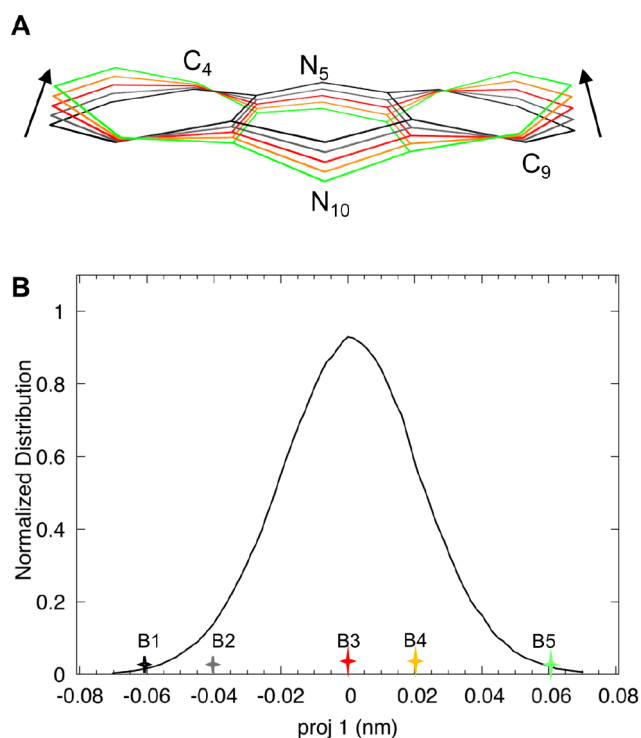 A
C4
N5
N10
C9
B
Normalized Distribution
1
0.8
0.6
0.4
0.2
0
B1 B2 B3 B4 B5
-0.08 -0.06 -0.04 -0.02 0 0.02 0.04 0.06 0.08
proj 1 (nm)